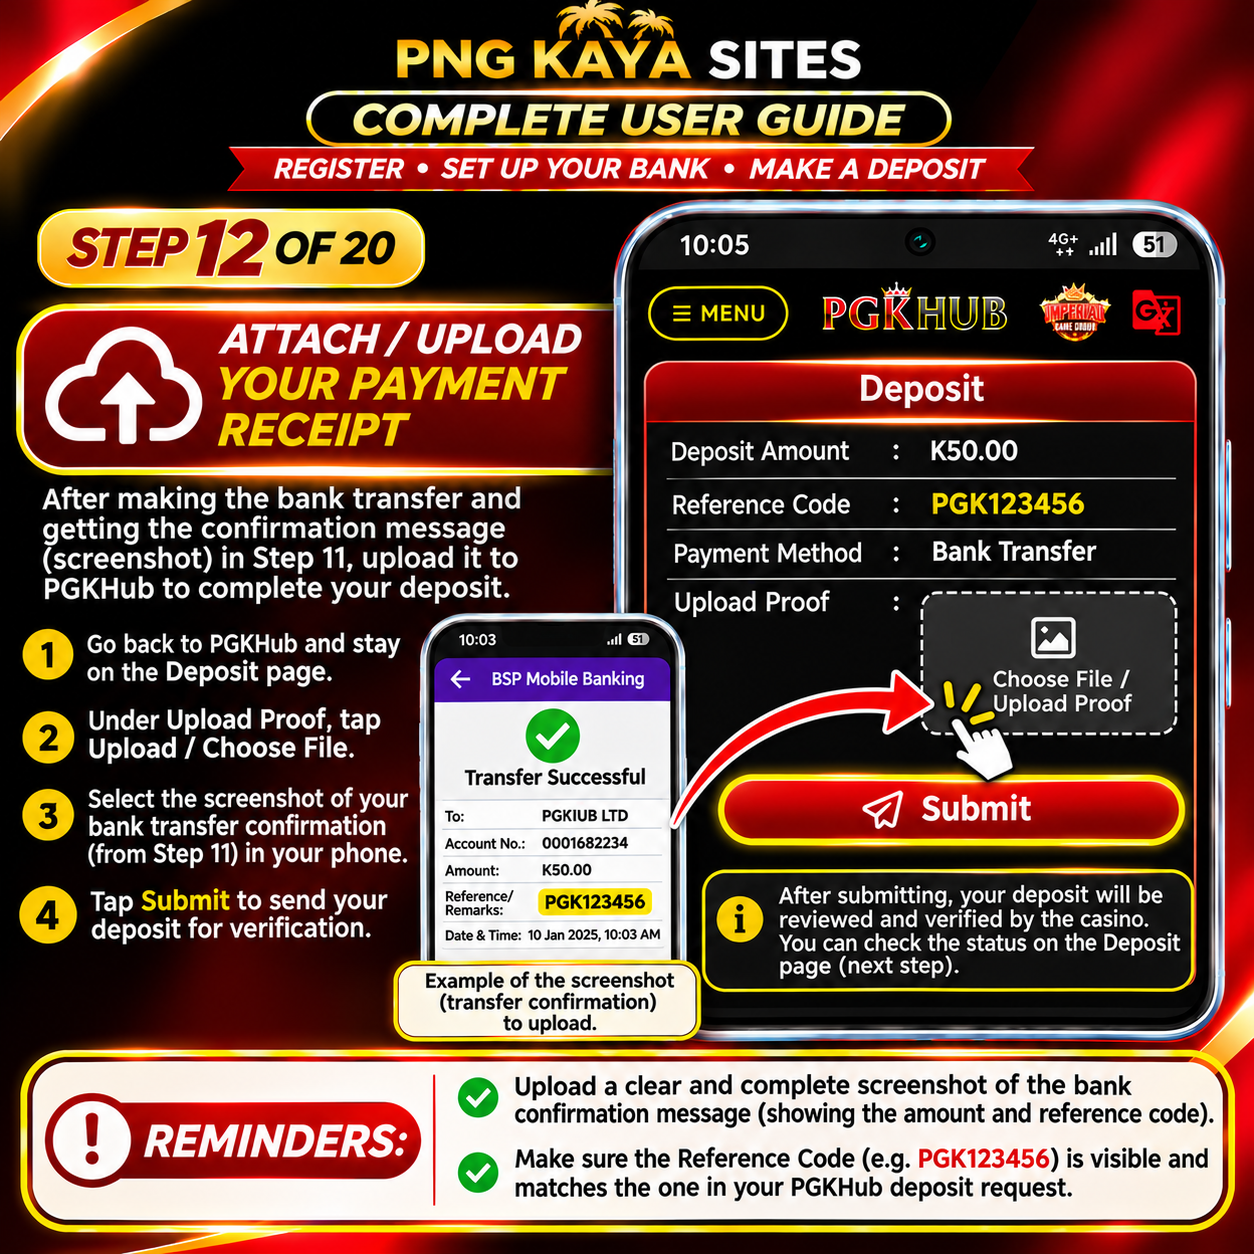 PNG KAYA SITES
COMPLETE USER GUIDE
REGISTER • SET UP YOUR BANK • MAKE A DEPOSIT
STEP 12 OF 20
ATTACH / UPLOAD
YOUR PAYMENT
RECEIPT
After making the bank transfer and
getting the confirmation message
(screenshot) in Step 11, upload it to
PGKHub to complete your deposit.
1 Go back to PGKHub and stay
on the Deposit page.
2 Under Upload Proof, tap
Upload / Choose File.
3 Select the screenshot of your
bank transfer confirmation
(from Step 11) in your phone.
4 Tap Submit to send your
deposit for verification.
10:03 51
BSP Mobile Banking
Transfer Successful
To: PGKIUB LTD
Account No.: 0001682234
Amount: K50.00
Reference/
Remarks: PGK123456
Date & Time: 10 Jan 2025, 10:03 AM
Example of the screenshot
(transfer confirmation)
to upload.
10:05 4G+ ++ 51
MENU PGKHUB IMPERIAL GAME GX
Deposit
Deposit Amount : K50.00
Reference Code : PGK123456
Payment Method : Bank Transfer
Upload Proof :
Choose File /
Upload Proof
Submit
i After submitting, your deposit will be
reviewed and verified by the casino.
You can check the status on the Deposit
page (next step).
! REMINDERS:
Upload a clear and complete screenshot of the bank
confirmation message (showing the amount and reference code).
Make sure the Reference Code (e.g. PGK123456) is visible and
matches the one in your PGKHub deposit request.